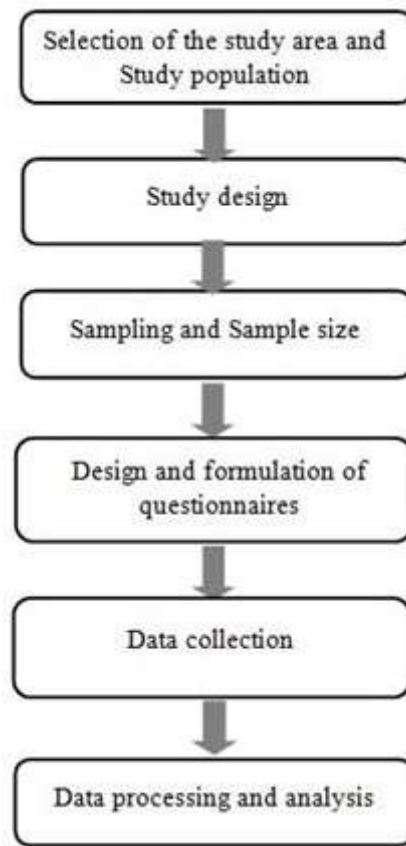 Selection of the study area and
Study population
Study design
Sampling and Sample size
Design and formulation of
questionnaires
Data collection
Data processing and analysis